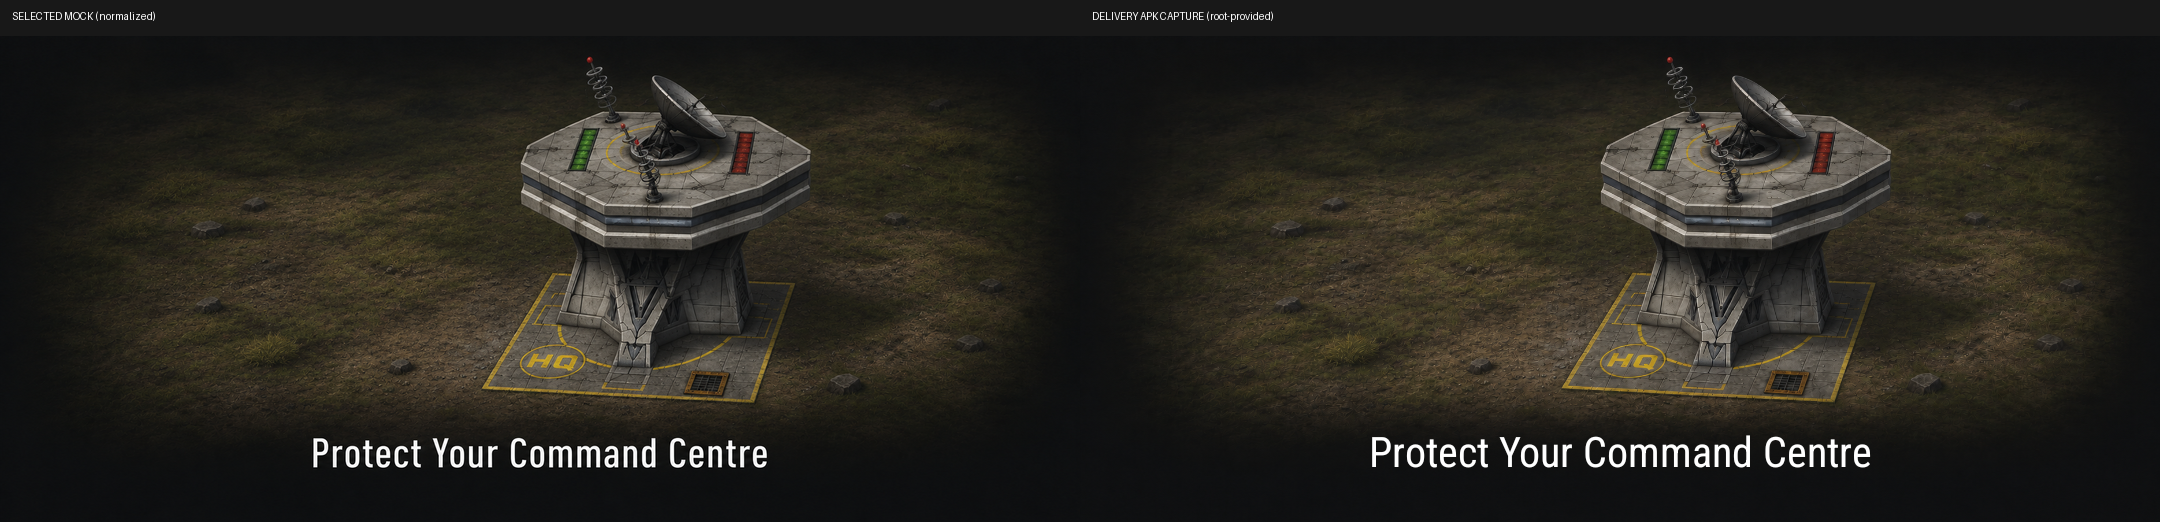 SELECTED MOCK (normalized)
DELIVERY APK CAPTURE (root-provided)
HQ
HQ
Protect Your Command Centre
Protect Your Command Centre